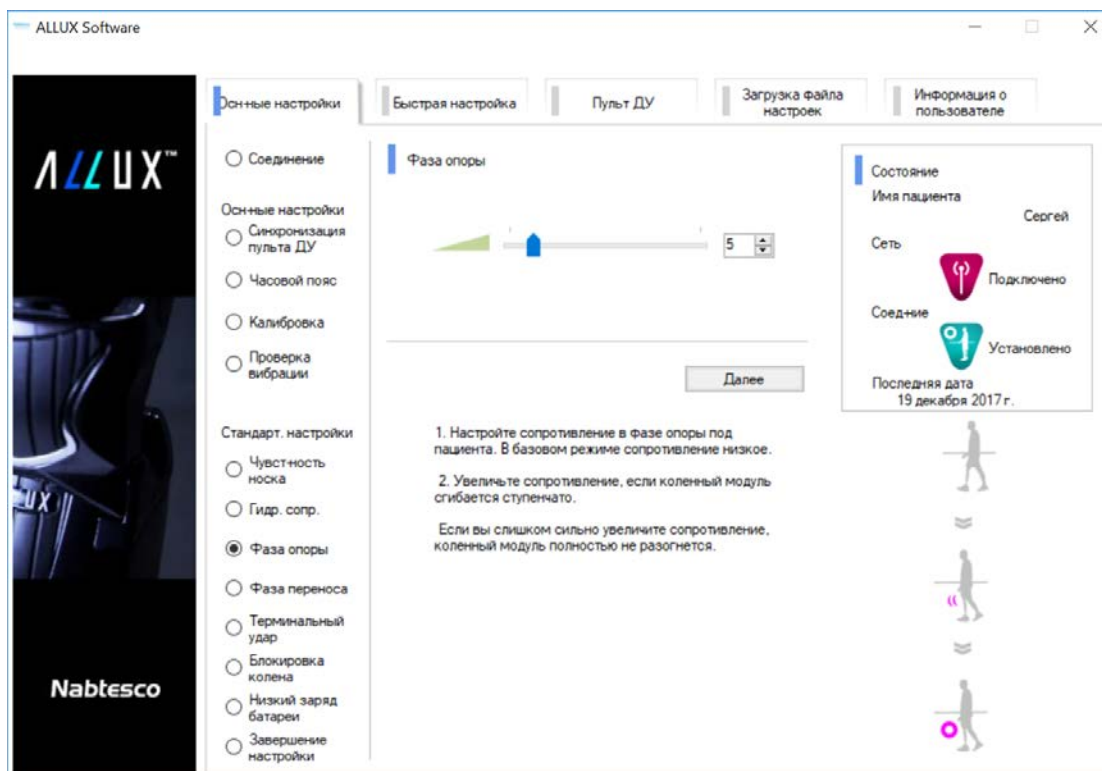 ALLUX Software
Осн-ные настройки
Быстрая настройка
Пульт ДУ
Загрузка файла
настроек
Информация о
пользователе
ALLUX™
Соединение
Осн-ные настройки
Синхронизация
пульта ДУ
Часовой пояс
Калибровка
Проверка
вибрации
Стандарт. настройки
Чувст-ность
носка
Гидр. сопр.
Фаза опоры
Фаза переноса
Терминальный
удар
Блокировка
колена
Низкий заряд
батареи
Завершение
настройки
Фаза опоры
5
Далее
1. Настройте сопротивление в фазе опоры под
пациента. В базовом режиме сопротивление низкое.
2. Увеличьте сопротивление, если коленный модуль
сгибается ступенчато.
Если вы слишком сильно увеличите сопротивление,
коленный модуль полностью не разогнется.
Состояние
Имя пациента
Сергей
Сеть
Подключено
Соед-ние
Установлено
Последняя дата
19 декабря 2017 г.
UX
Nabtesco